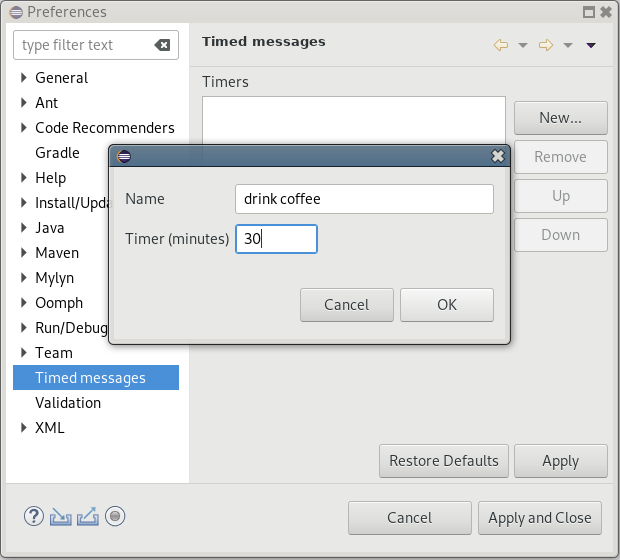 Preferences
type filter text
Timed messages
General
Ant
Code Recommenders
Gradle
Help
Install/Upda
Java
Maven
Mylyn
Oomph
Run/Debug
Team
Timed messages
Validation
XML
Timers
New...
Remove
Up
Down
Name
drink coffee
Timer (minutes)
30
Cancel
OK
Restore Defaults
Apply
?
Cancel
Apply and Close